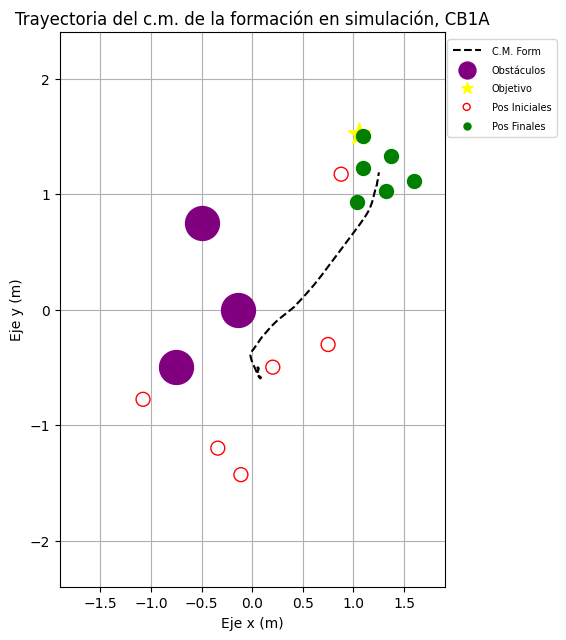 Trayectoria del c.m. de la formación en simulación, CB1A
C.M. Form
Obstáculos
Objetivo
Pos Iniciales
Pos Finales
Eje y (m)
2
1
0
−1
−2
−1.5
−1.0
−0.5
0.0
0.5
1.0
1.5
Eje x (m)